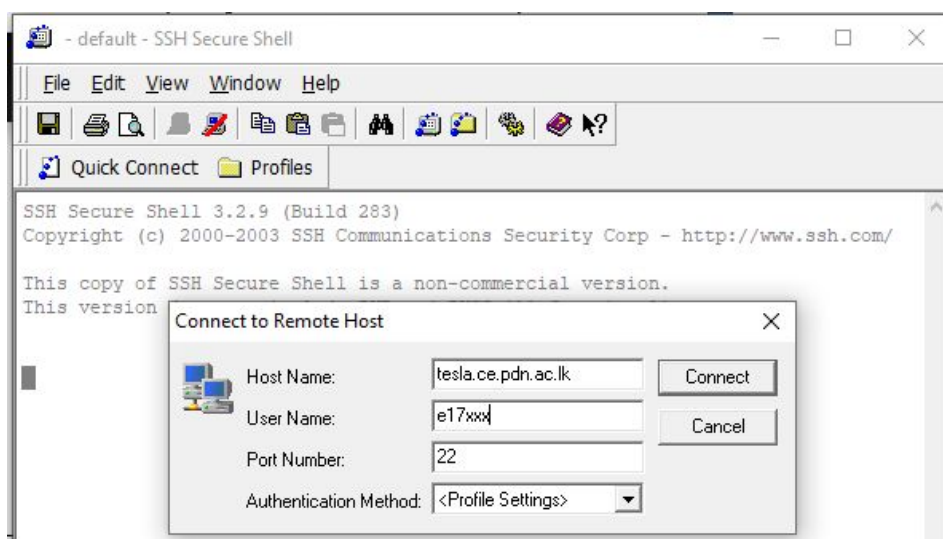 - default - SSH Secure Shell
File Edit View Window Help
Quick Connect Profiles
SSH Secure Shell 3.2.9 (Build 283)
Copyright (c) 2000-2003 SSH Communications Security Corp - http://www.ssh.com/
This copy of SSH Secure Shell is a non-commercial version.
This version
Connect to Remote Host
Host Name: tesla.ce.pdn.ac.lk Connect
User Name: e17xxx Cancel
Port Number: 22
Authentication Method: <Profile Settings>